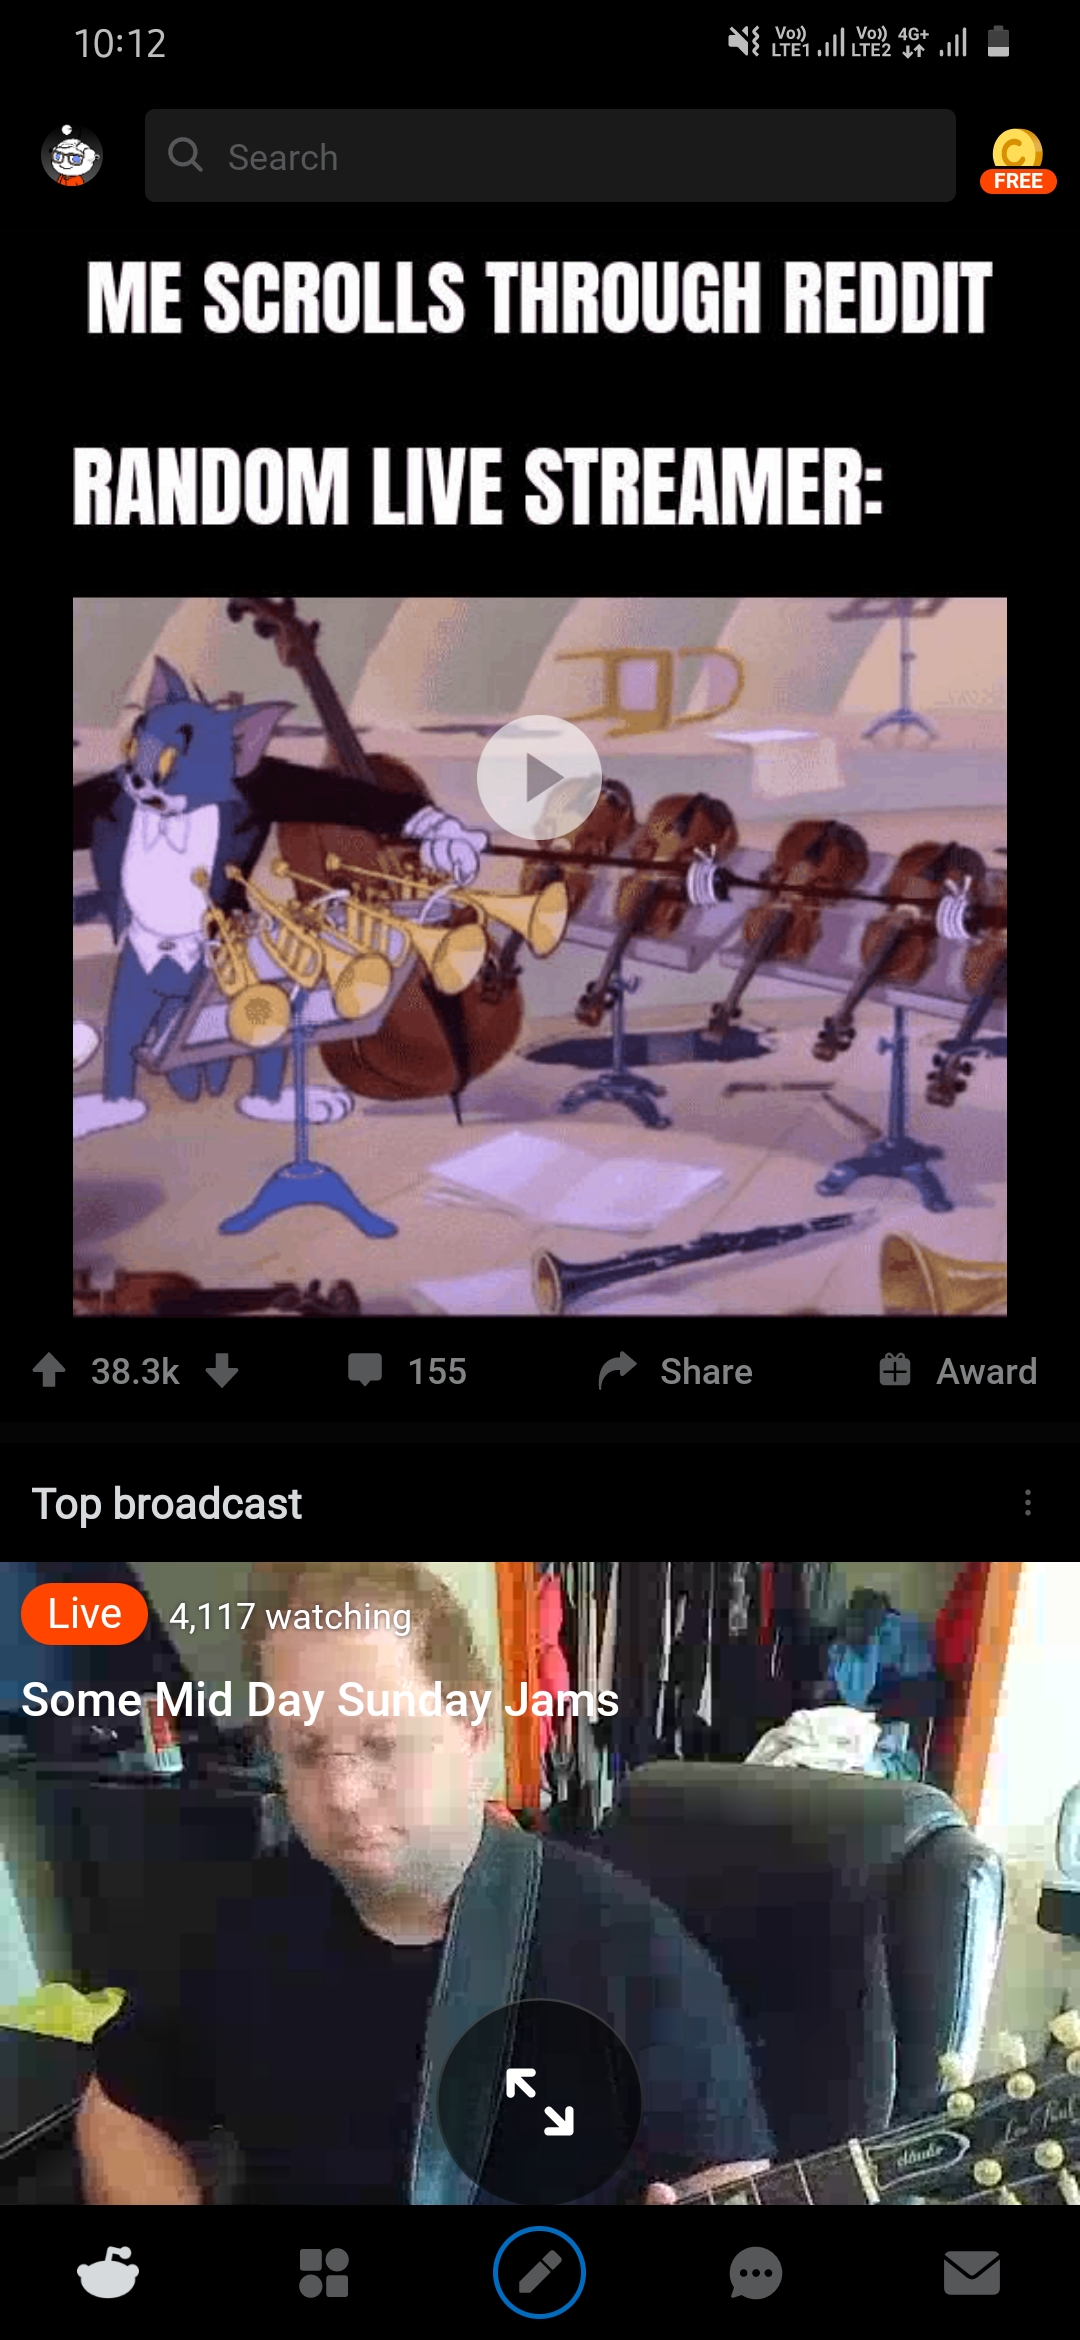 10:12
Vo)) LTE1 Vo)) LTE2 4G+
Search
FREE
ME SCROLLS THROUGH REDDIT
RANDOM LIVE STREAMER:
38.3k 155 Share Award
Top broadcast
Live 4,117 watching
Some Mid Day Sunday Jams
studio